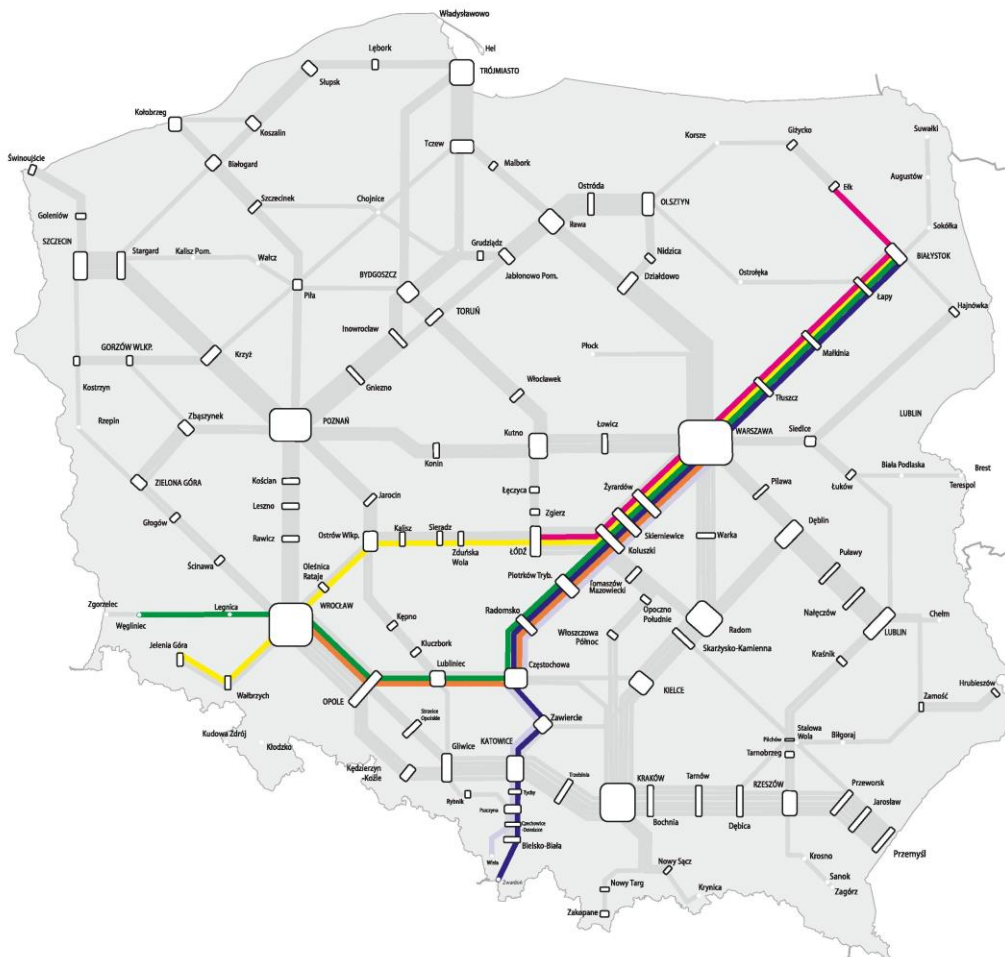 Władysławowo
Hel
Lębork
TRÓJMIASTO
Słupsk
Kołobrzeg
Koszalin
Tczew
Białogard
Malbork
Korsze
Giżycko
Suwałki
Świnoujście
Ełk
Augustów
Ostróda
OLSZTYN
Szczecinek
Chojnice
Goleniów
Iława
Sokółka
SZCZECIN
Stargard
Kalisz Pom.
Wałcz
Grudziądz
Nidzica
BIAŁYSTOK
Jabłonowo Pom.
BYDGOSZCZ
Działdowo
Ostrołęka
Łapy
Piła
Hajnówka
TORUŃ
Inowrocław
Małkinia
GORZÓW WLKP.
Krzyż
Płock
Kostrzyn
Gniezno
Tłuszcz
Włocławek
Rzepin
Zbąszynek
POZNAŃ
LUBLIN
Kutno
Łowicz
WARSZAWA
Siedlce
Konin
Biała Podlaska
Brest
Terespol
ZIELONA GÓRA
Kościan
Łęczyca
Żyrardów
Pilawa
Łuków
Jarocin
Leszno
Zgierz
Głogów
Dęblin
Ostrów Wlkp.
Kalisz
Sieradz
Skierniewice
Rawicz
Warka
Zduńska
Wola
ŁÓDŹ
Koluszki
Puławy
Ścinawa
Oleśnica
Rataje
Piotrków Tryb.
Tomaszów
Mazowiecki
Zgorzelec
Legnica
WROCŁAW
Opoczno
Południe
Nałęczów
Chełm
Węgliniec
Kępno
Radomsko
Włoszczowa
Północ
Radom
LUBLIN
Jelenia Góra
Kluczbork
Skarżysko-Kamienna
Kraśnik
Lubliniec
Częstochowa
Wałbrzych
OPOLE
KIELCE
Zamość
Hrubieszów
Zawiercie
Stalowa
Wola
Kudowa Zdrój
Kłodzko
KATOWICE
Biłgoraj
Gliwice
Tarnobrzeg
Kędzierzyn
-Koźle
Trzebinia
KRAKÓW
Tarnów
RZESZÓW
Przeworsk
Tychy
Rybnik
Jarosław
Pszczyna
Bochnia
Dębica
Czechowice
-Dziedzice
Bielsko-Biała
Przemyśl
Wisła
Krosno
Nowy Sącz
Zwardoń
Nowy Targ
Sanok
Krynica
Zagórz
Zakopane